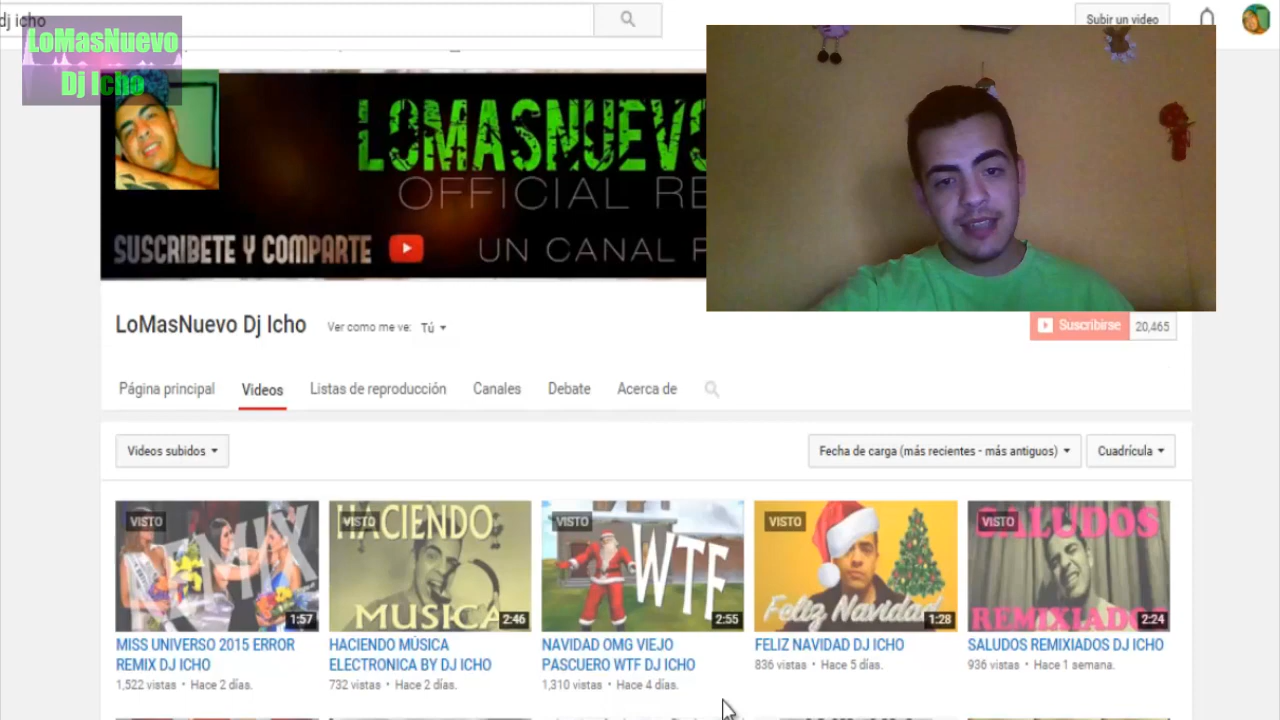 dj icho
Subir un video
LoMasNuevo
Dj Icho
LOMASNUEVO
OFFICIAL RE
SUSCRIBETE Y COMPARTE
UN CANAL P
LoMasNuevo Dj Icho
Ver como me ve: Tú
Suscribirse 20,465
Página principal Videos Listas de reproducción Canales Debate Acerca de
Videos subidos
Fecha de carga (más recientes - más antiguos)
Cuadrícula
VISTO
REMIX
1:57
MISS UNIVERSO 2015 ERROR
REMIX DJ ICHO
1,522 vistas • Hace 2 días.
VISTO
HACIENDO
MUSICA
2:46
HACIENDO MÚSICA
ELECTRONICA BY DJ ICHO
732 vistas • Hace 2 días.
VISTO
WTF
2:55
NAVIDAD OMG VIEJO
PASCUERO WTF DJ ICHO
1,310 vistas • Hace 4 días.
VISTO
Feliz Navidad
1:28
FELIZ NAVIDAD DJ ICHO
836 vistas • Hace 5 días.
VISTO
SALUDOS
REMIXIADOS
2:24
SALUDOS REMIXIADOS DJ ICHO
936 vistas • Hace 1 semana.